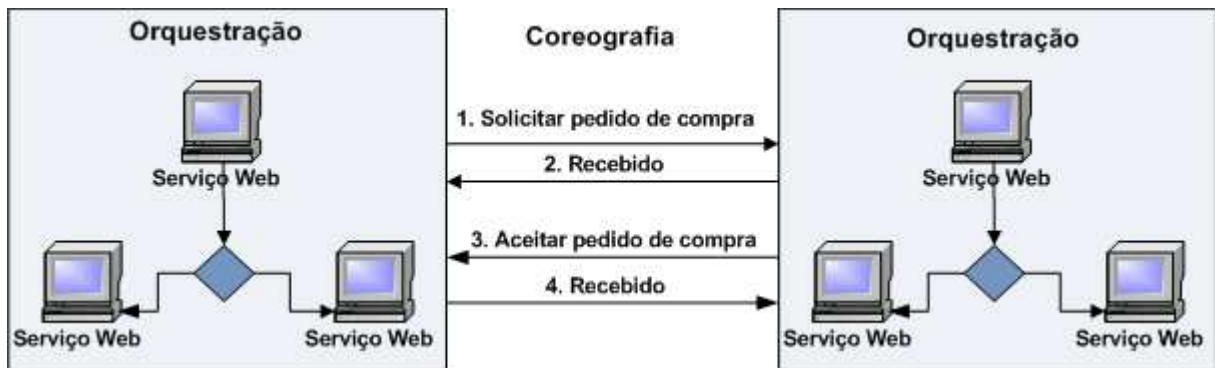 Orquestração
Coreografia
Orquestração
1. Solicitar pedido de compra
Serviço Web
2. Recebido
Serviço Web
3. Aceitar pedido de compra
4. Recebido
Serviço Web
Serviço Web
Serviço Web
Serviço Web